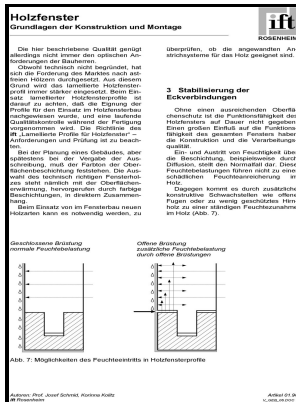 Holzfenster
Grundlagen der Konstruktion und Montage
ift
ROSENHEIM
Die hier beschriebene Qualität genügt
allerdings nicht immer den optischen An-
forderungen der Bauherren.
Obwohl technisch nicht begründet, hat
sich die Forderung des Marktes nach ast-
freien Hölzern durchgesetzt. Aus diesem
Grund wird das lamellierte Holzfenster-
profil immer stärker eingesetzt. Beim Ein-
satz lamellierter Holzfensterprofile ist
darauf zu achten, daß die Eignung der
Profile für den Einsatz im Holzfensterbau
nachgewiesen wurde, und eine laufende
Qualitätskontrolle während der Fertigung
vorgenommen wird. Die Richtlinie des
ift „Lamellierte Profile für Holzfenster" –
Anforderungen und Prüfung ist zu beach-
ten.
Bei der Planung eines Gebäudes, aber
spätestens bei der Vergabe der Aus-
schreibung, muß der Farbton der Ober-
flächenbeschichtung feststehen. Die Aus-
wahl des technisch richtigen Fensterhol-
zes steht nämlich mit der Oberflächen-
erwärmung, hervorgerufen durch farbige
Beschichtungen, in direktem Zusammen-
hang.
Beim Einsatz von im Fensterbau neuen
Holzarten kann es notwendig werden, zu
überprüfen, ob die angewandten An-
strichsysteme für das Holz geeignet sind.
3 Stabilisierung der
Eckverbindungen
Ohne einen ausreichenden Oberflä-
chenschutz ist die Funktionsfähigkeit des
Holzfensters auf Dauer nicht gegeben.
Einen großen Einfluß auf die Funktions-
fähigkeit des gesamten Fensters haben
die Konstruktion und die Verarbeitungs-
qualität.
Ein- und Austritt von Feuchtigkeit über
die Beschichtung, beispielsweise durch
Diffusion, stellt den Normalfall dar. Diese
Feuchtebelastungen führen nicht zu einer
schädlichen Feuchteanreicherung im
Holz.
Dagegen kommt es durch zusätzliche
konstruktive Schwachstellen wie offene
Fugen oder zu wenig geschütztes Hirn-
holz zu einer ständigen Feuchtezunahme
im Holz (Abb. 7).
Geschlossene Brüstung
normale Feuchtebelastung
Offene Brüstung
zusätzliche Feuchtebelastung
durch offene Brüstungen
Abb. 7: Möglichkeiten des Feuchteeintritts in Holzfensterprofile
Autoren: Prof. Josef Schmid, Korinna Kolitz
ift Rosenheim